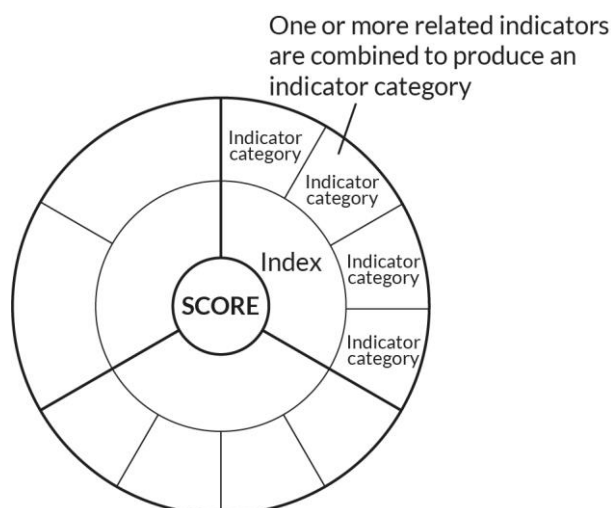 One or more related indicators
are combined to produce an
indicator category
Indicator
category
Indicator
category
Index
Indicator
category
SCORE
Indicator
category